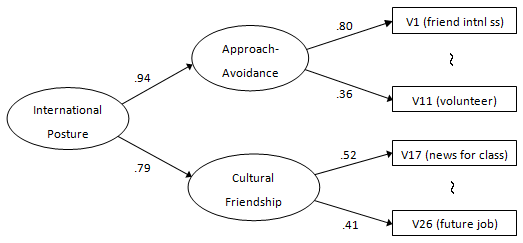 .80
V1 (friend intnl ss)
Approach-
Avoidance
.94
.36
V11 (volunteer)
International
Posture
.52
V17 (news for class)
.79
Cultural
Friendship
.41
V26 (future job)